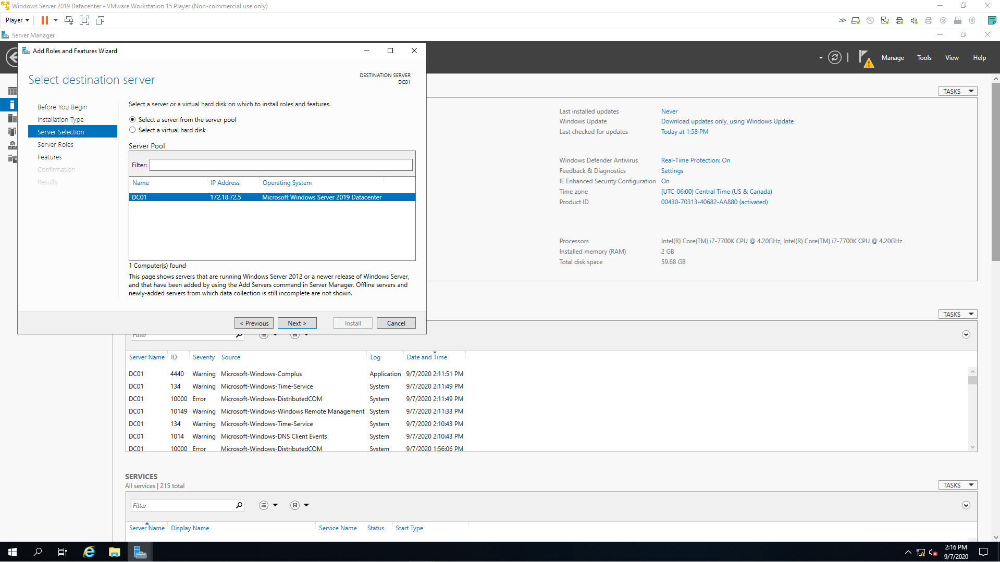 Windows Server 2019 Datacenter - VMware Workstation 15 Player (Non-commercial use only)
Player
Server Manager
Manage Tools View Help
Add Roles and Features Wizard
Select destination server
DESTINATION SERVER
DC01
Before You Begin
Installation Type
Server Selection
Server Roles
Features
Confirmation
Results
Select a server or a virtual hard disk on which to install roles and features.
Select a server from the server pool
Select a virtual hard disk
Server Pool
Filter:
Name IP Address Operating System
DC01 172.18.72.5 Microsoft Windows Server 2019 Datacenter
1 Computer(s) found
This page shows servers that are running Windows Server 2012 or a newer release of Windows Server,
and that have been added by using the Add Servers command in Server Manager. Offline servers and
newly-added servers from which data collection is still incomplete are not shown.
< Previous Next > Install Cancel
TASKS
Last installed updates Never
Windows Update Download updates only, using Windows Update
Last checked for updates Today at 1:58 PM
Windows Defender Antivirus Real-Time Protection: On
Feedback & Diagnostics Settings
IE Enhanced Security Configuration On
Time zone (UTC-06:00) Central Time (US & Canada)
Product ID 00430-70313-40682-AA880 (activated)
Processors Intel(R) Core(TM) i7-7700K CPU @ 4.20GHz, Intel(R) Core(TM) i7-7700K CPU @ 4.20GHz
Installed memory (RAM) 2 GB
Total disk space 59.68 GB
TASKS
Filter
Server Name ID Severity Source Log Date and Time
DC01 4440 Warning Microsoft-Windows-Complus Application 9/7/2020 2:11:51 PM
DC01 134 Warning Microsoft-Windows-Time-Service System 9/7/2020 2:11:49 PM
DC01 10000 Error Microsoft-Windows-DistributedCOM System 9/7/2020 2:11:49 PM
DC01 10149 Warning Microsoft-Windows-Windows Remote Management System 9/7/2020 2:11:33 PM
DC01 134 Warning Microsoft-Windows-Time-Service System 9/7/2020 2:10:43 PM
DC01 1014 Warning Microsoft-Windows-DNS Client Events System 9/7/2020 2:10:43 PM
DC01 10000 Error Microsoft-Windows-DistributedCOM System 9/7/2020 1:56:06 PM
SERVICES
All services | 215 total
TASKS
Filter
Server Name Display Name Service Name Status Start Type
2:16 PM
9/7/2020